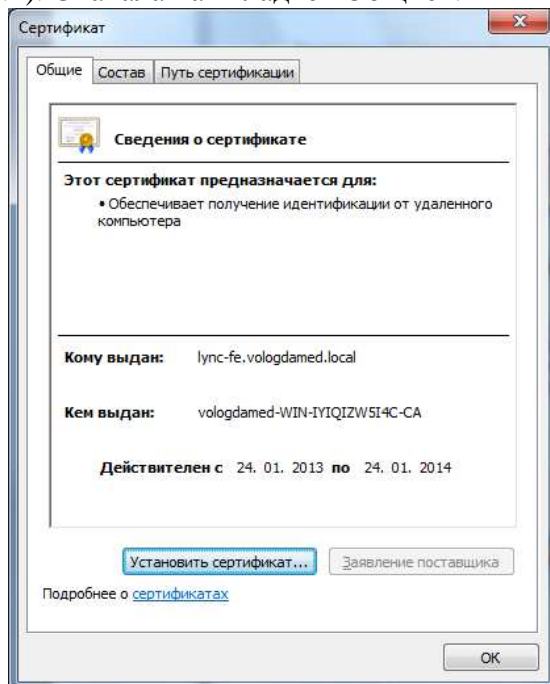 Сертификат
Общие Состав Путь сертификации
Сведения о сертификате
Этот сертификат предназначается для:
• Обеспечивает получение идентификации от удаленного
компьютера
Кому выдан: lync-fe.vologdamed.local
Кем выдан: vologdamed-WIN-IYIQIZW5I4C-CA
Действителен с 24. 01. 2013 по 24. 01. 2014
Установить сертификат... Заявление поставщика
Подробнее о сертификатах
ОК